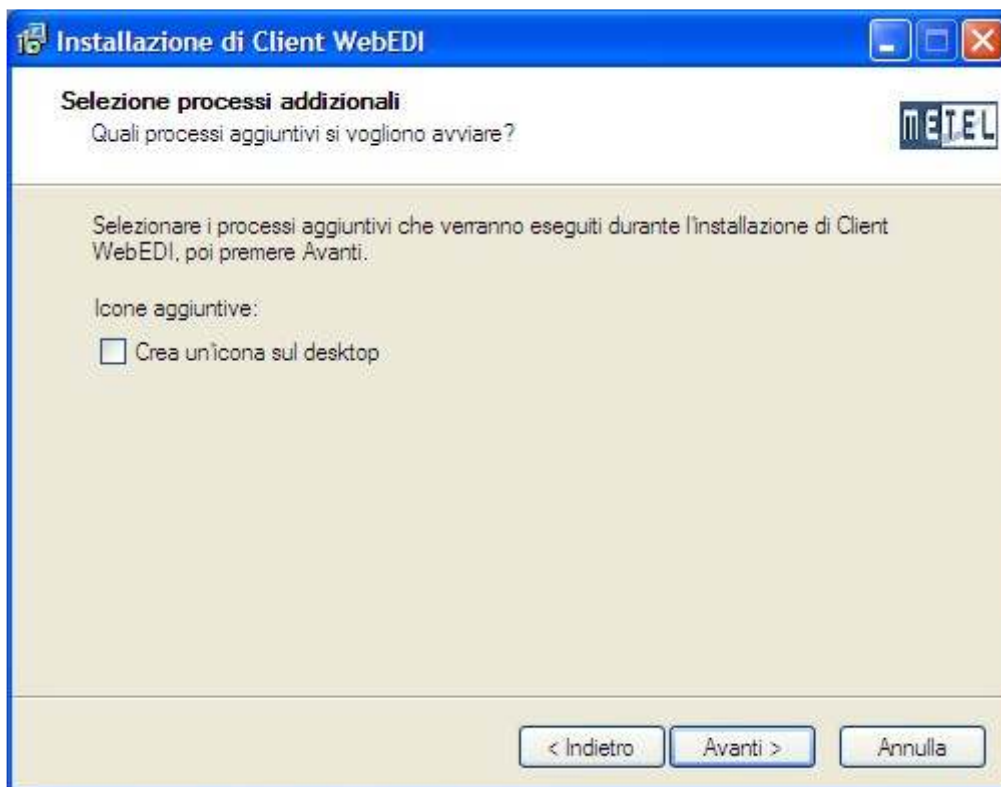 Installazione di Client WebEDI
Selezione processi addizionali
Quali processi aggiuntivi si vogliono avviare?
METEL
Selezionare i processi aggiuntivi che verranno eseguiti durante l'installazione di Client
WebEDI, poi premere Avanti.
Icone aggiuntive:
Crea un'icona sul desktop
< Indietro
Avanti >
Annulla